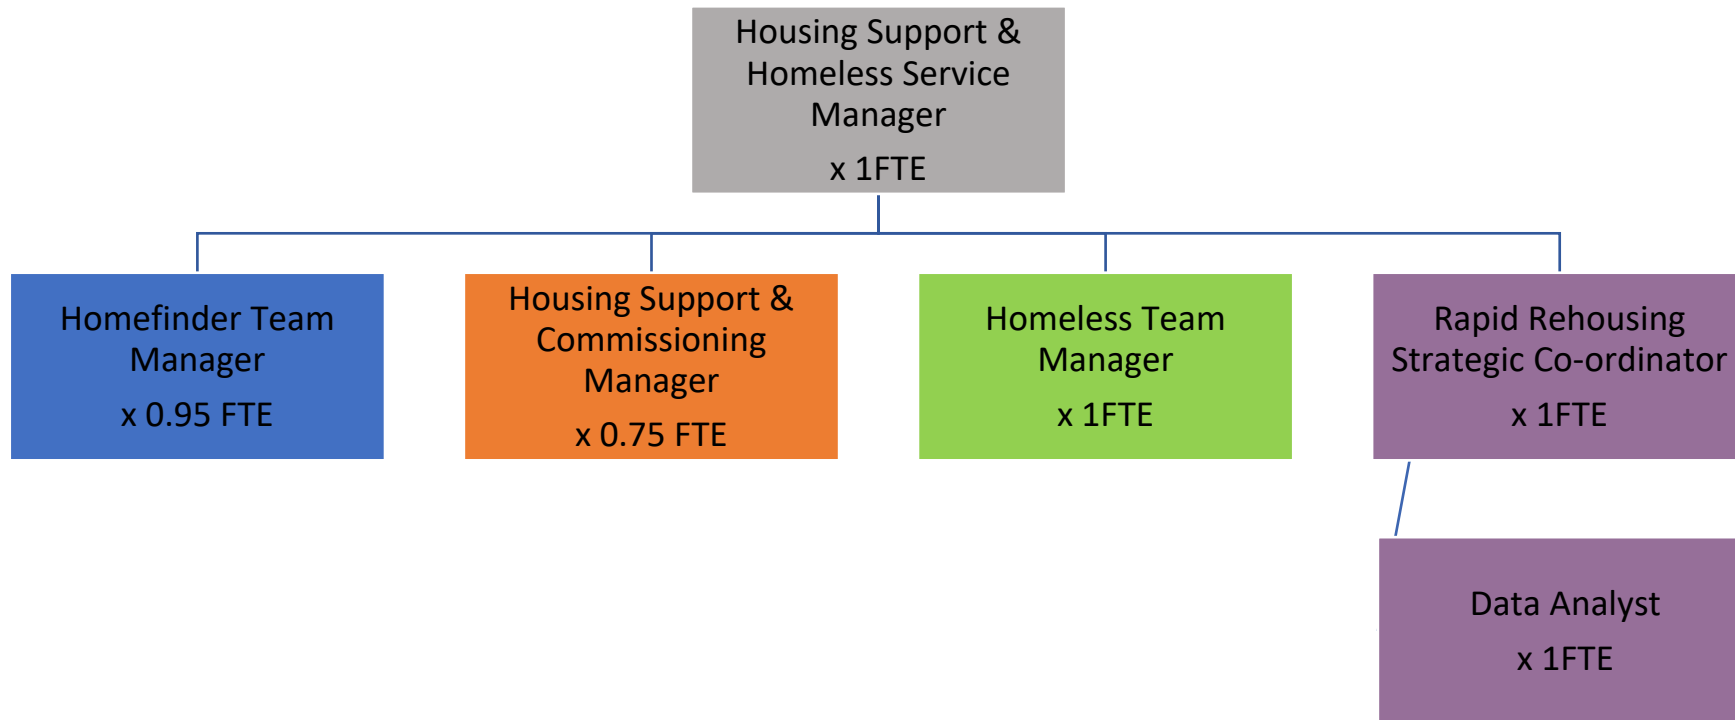 Housing Support &
Homeless Service
Manager
x 1FTE
Homefinder Team
Manager
x 0.95 FTE
Housing Support &
Commissioning
Manager
x 0.75 FTE
Homeless Team
Manager
x 1FTE
Rapid Rehousing
Strategic Co-ordinator
x 1FTE
Data Analyst
x 1FTE